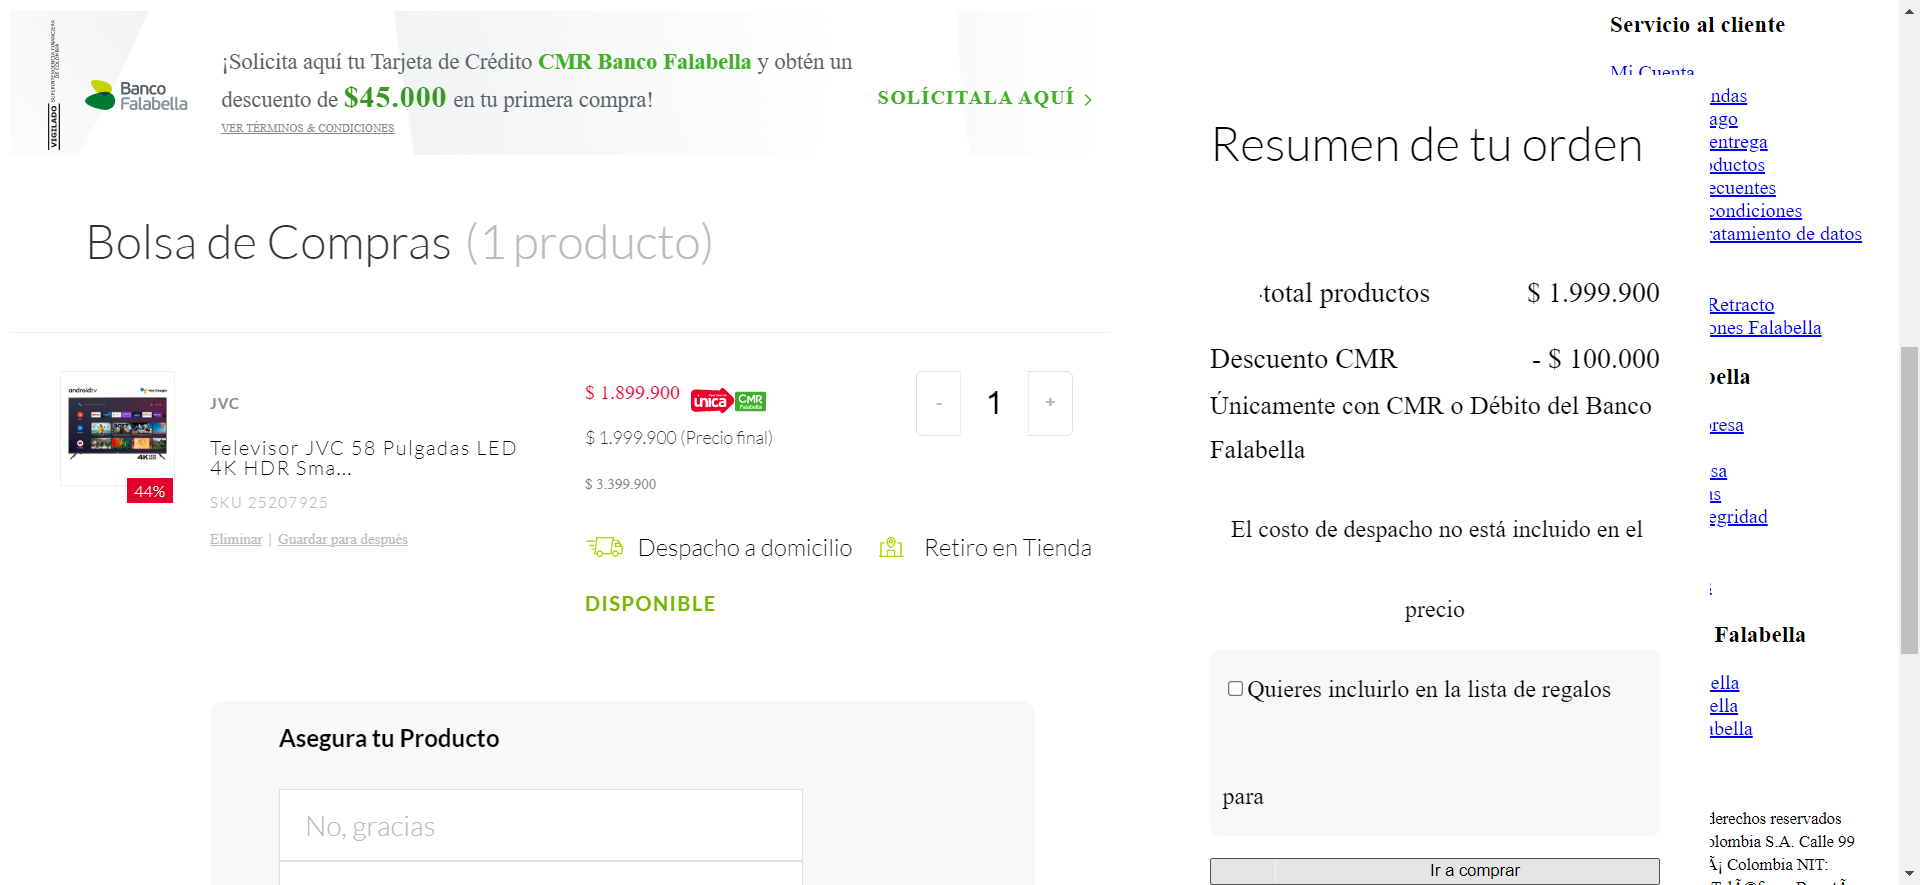 VIGILADO SUPERINTENDENCIA FINANCIERA DE COLOMBIA
Banco Falabella
¡Solicita aquí tu Tarjeta de Crédito CMR Banco Falabella y obtén un
descuento de $45.000 en tu primera compra!
VER TÉRMINOS & CONDICIONES
SOLÍCITALA AQUÍ
Bolsa de Compras (1 producto)
androidtv
44%
JVC
Televisor JVC 58 Pulgadas LED
4K HDR Sma...
SKU 25207925
Eliminar | Guardar para después
$ 1.899.900 única CMR
$ 1.999.900 (Precio final)
$ 3.399.900
- 1 +
Despacho a domicilio Retiro en Tienda
DISPONIBLE
Asegura tu Producto
No, gracias
Resumen de tu orden
-total productos $ 1.999.900
Descuento CMR - $ 100.000
Únicamente con CMR o Débito del Banco
Falabella
El costo de despacho no está incluido en el
precio
Quieres incluirlo en la lista de regalos
para
Ir a comprar
Servicio al cliente
Mi Cuenta
ndas
ago
entrega
oductos
ecuentes
condiciones
ratamiento de datos
Retracto
ones Falabella
bella
resa
sa
as
egridad
s
Falabella
ella
ella
abella
derechos reservados
olombia S.A. Calle 99
Ã¡ Colombia NIT: